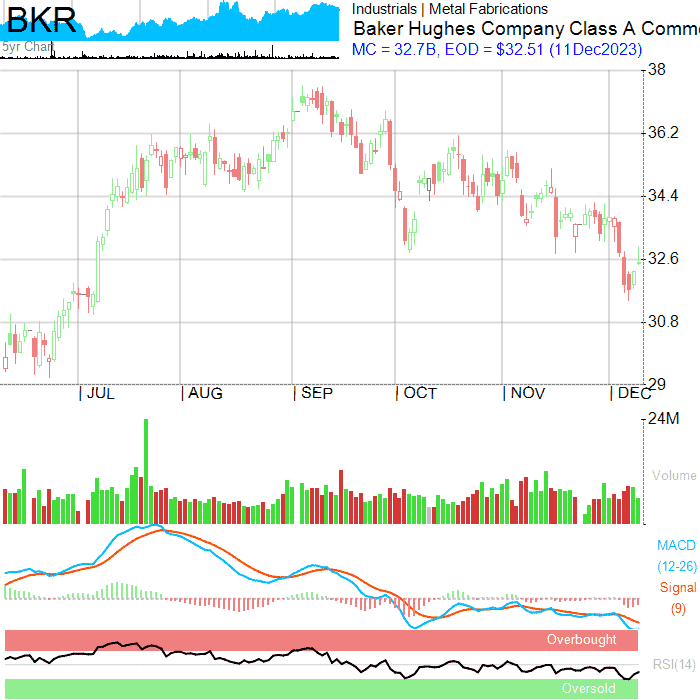 BKR
5yr Chart
Industrials | Metal Fabrications
Baker Hughes Company Class A Comm
MC = 32.7B, EOD = $32.51 (11Dec2023)
38
36.2
34.4
32.6
30.8
29
| JUL | AUG | SEP | OCT | NOV | DEC
24M
Volume
MACD
(12-26)
Signal
(9)
Overbought
RSI(14)
Oversold